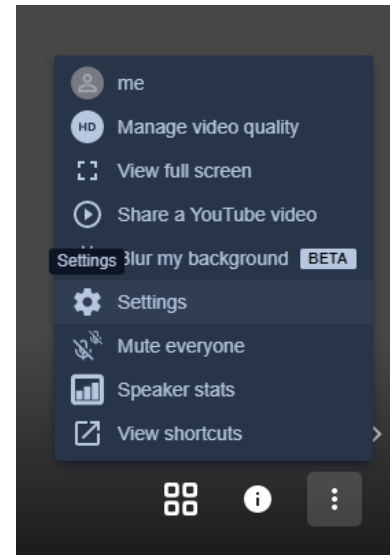 me
HD Manage video quality
View full screen
Share a YouTube video
Settings Blur my background BETA
Settings
Mute everyone
Speaker stats
View shortcuts